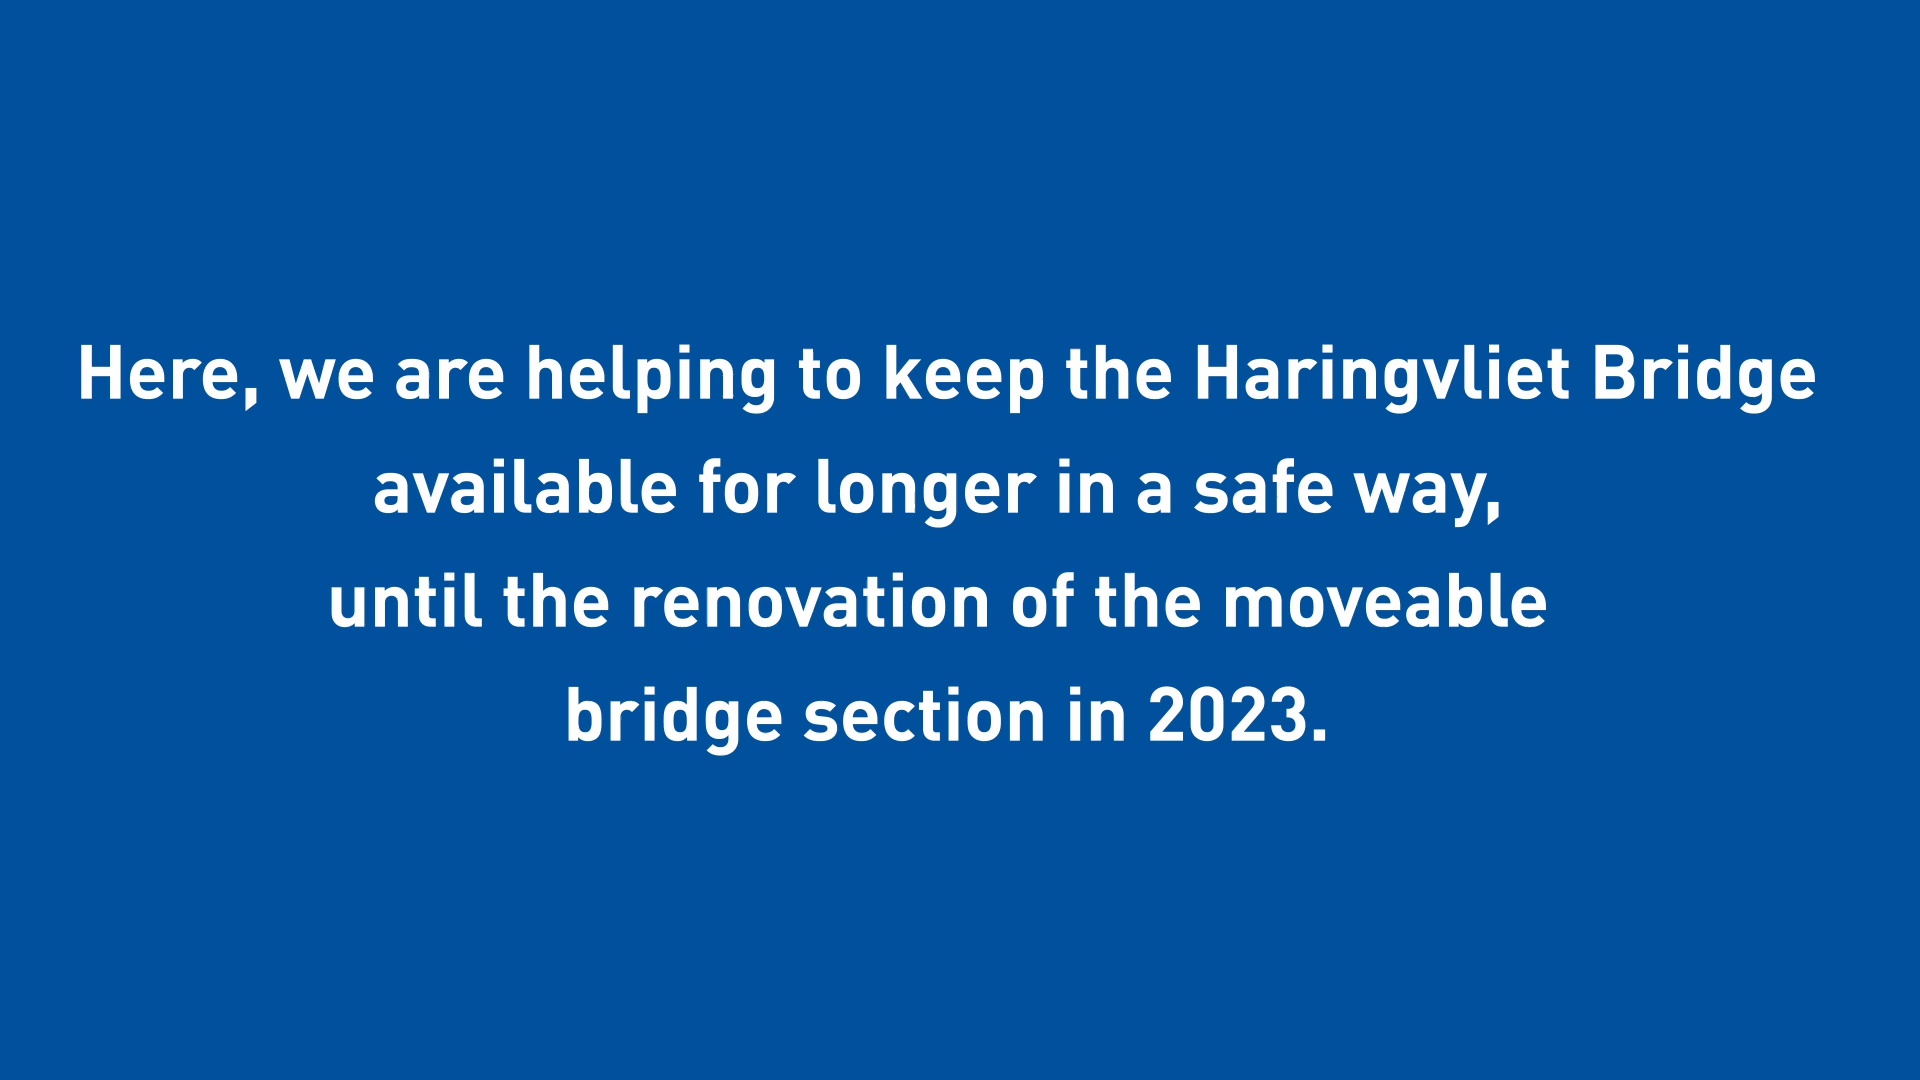 Here, we are helping to keep the Haringvliet Bridge
available for longer in a safe way,
until the renovation of the moveable
bridge section in 2023.